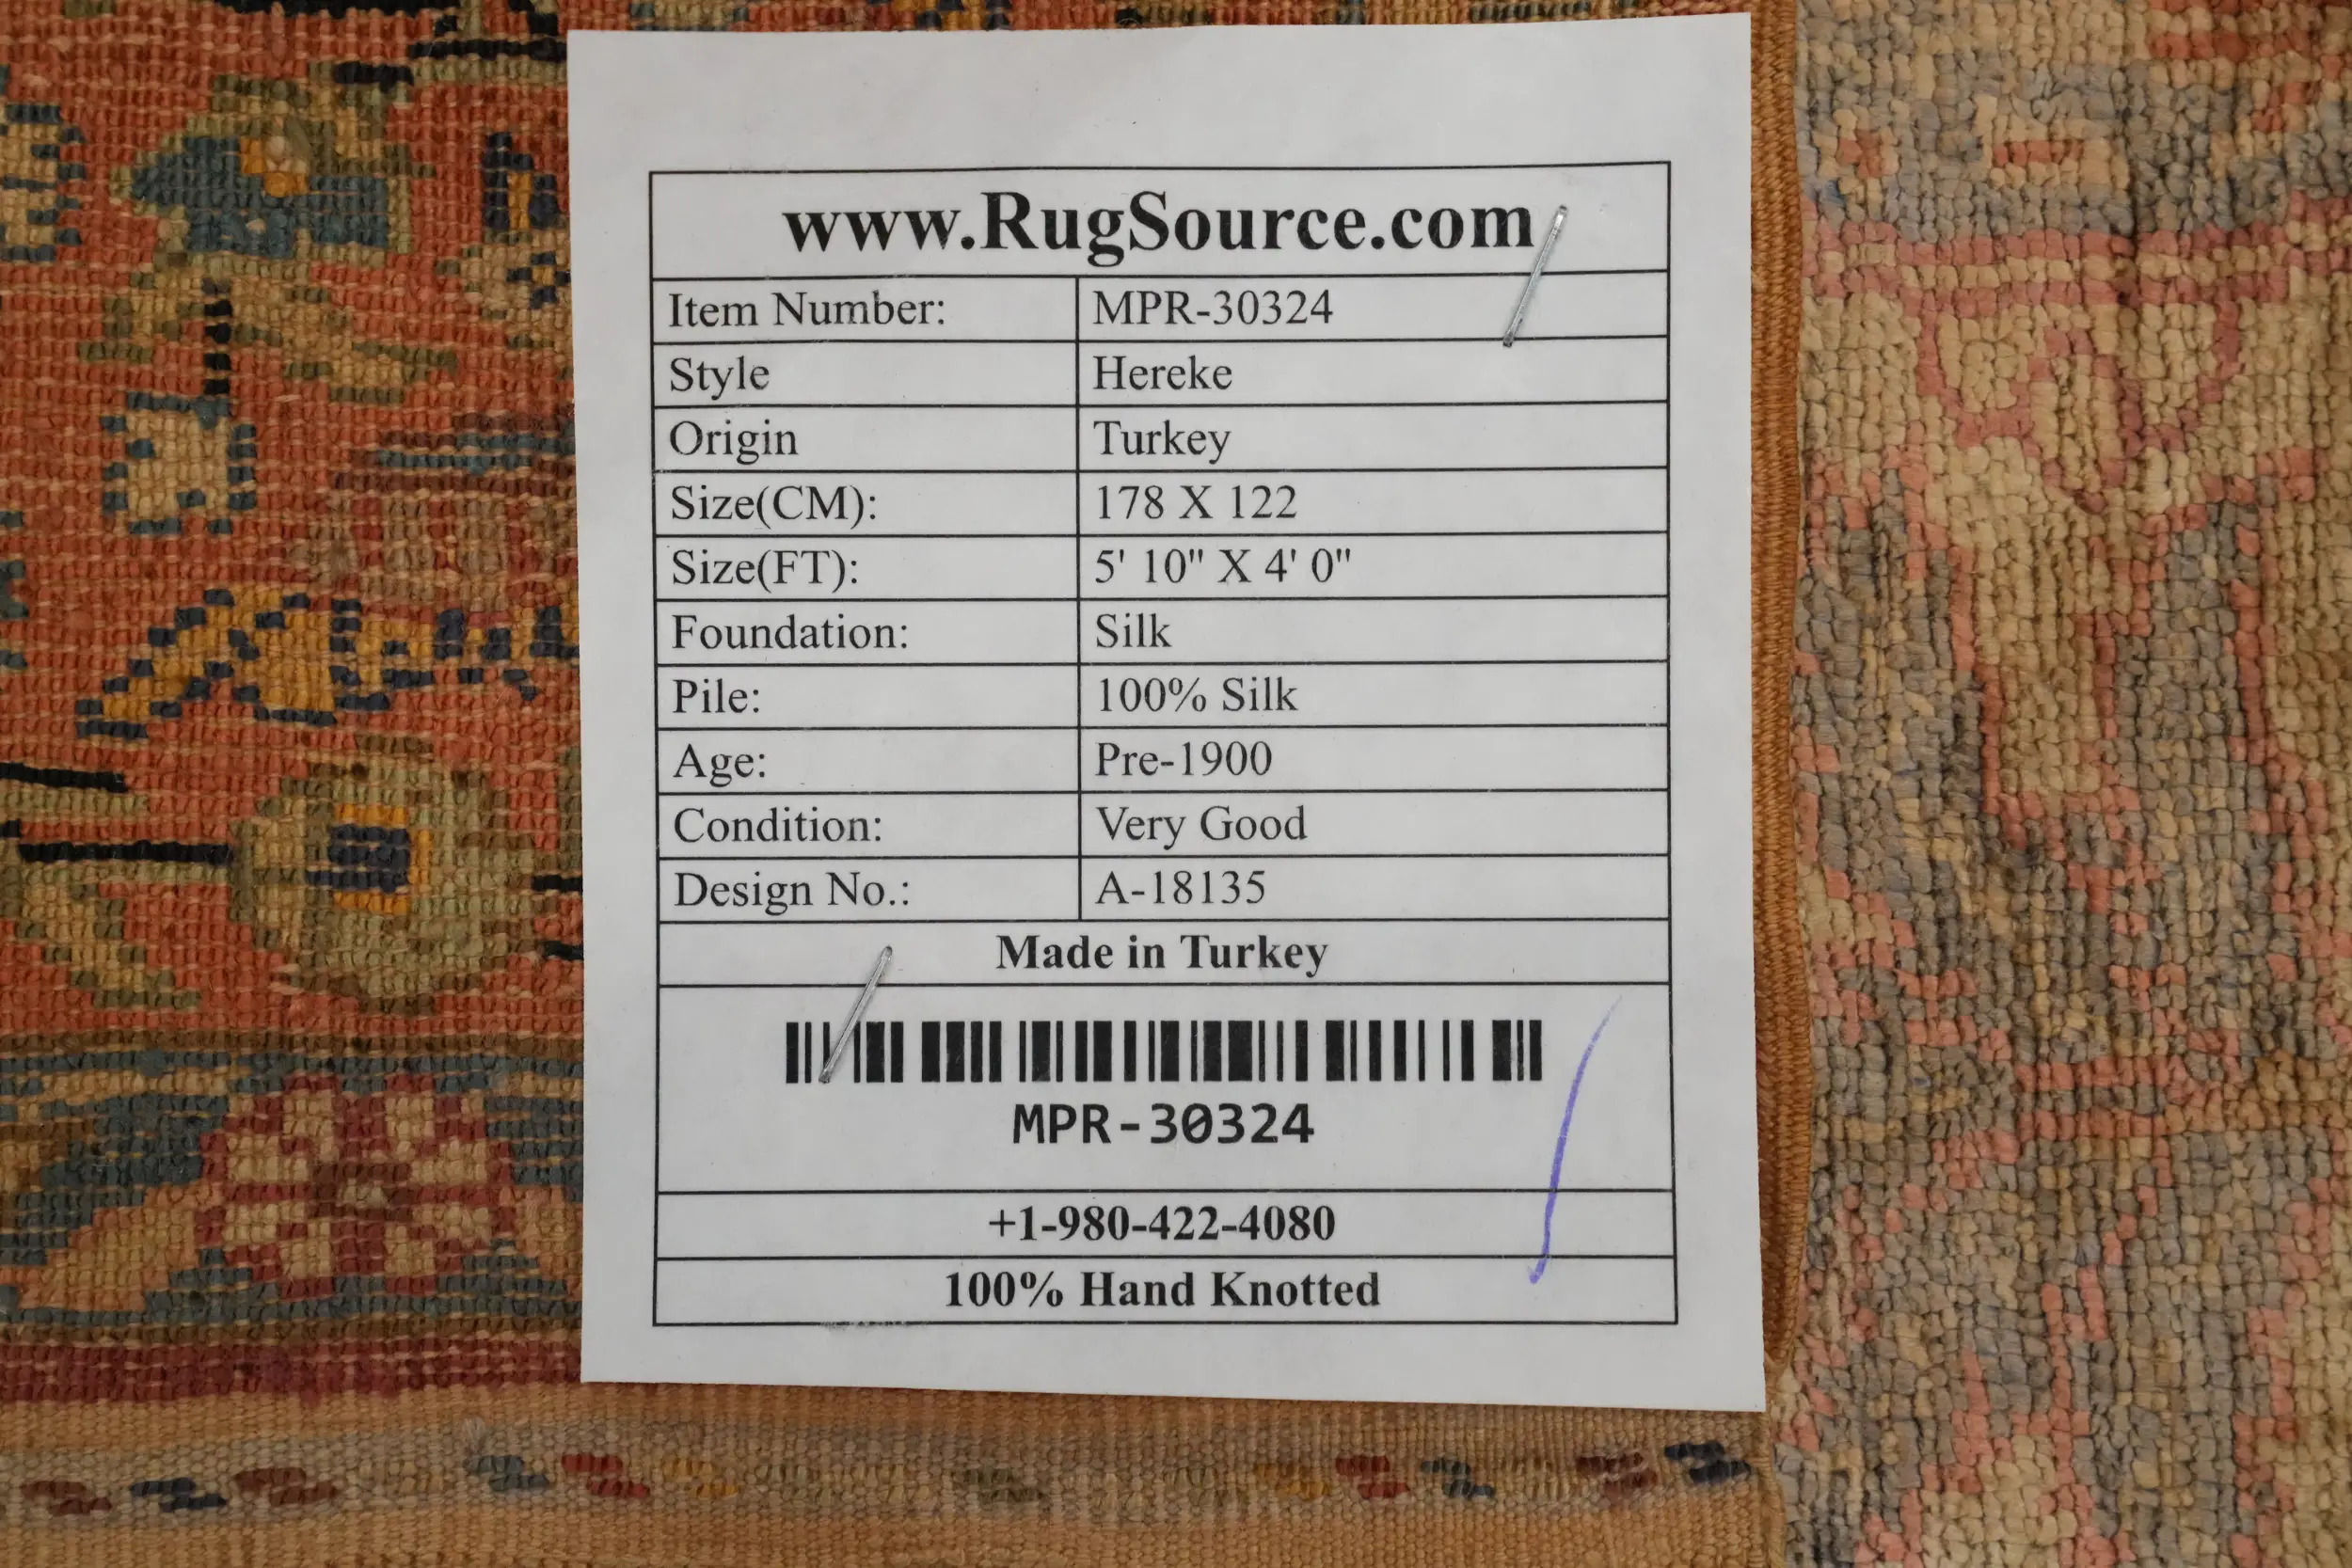 www.RugSource.com
Item Number: MPR-30324
Style Hereke
Origin Turkey
Size(CM): 178 X 122
Size(FT): 5' 10" X 4' 0"
Foundation: Silk
Pile: 100% Silk
Age: Pre-1900
Condition: Very Good
Design No.: A-18135
Made in Turkey
MPR-30324
+1-980-422-4080
100% Hand Knotted